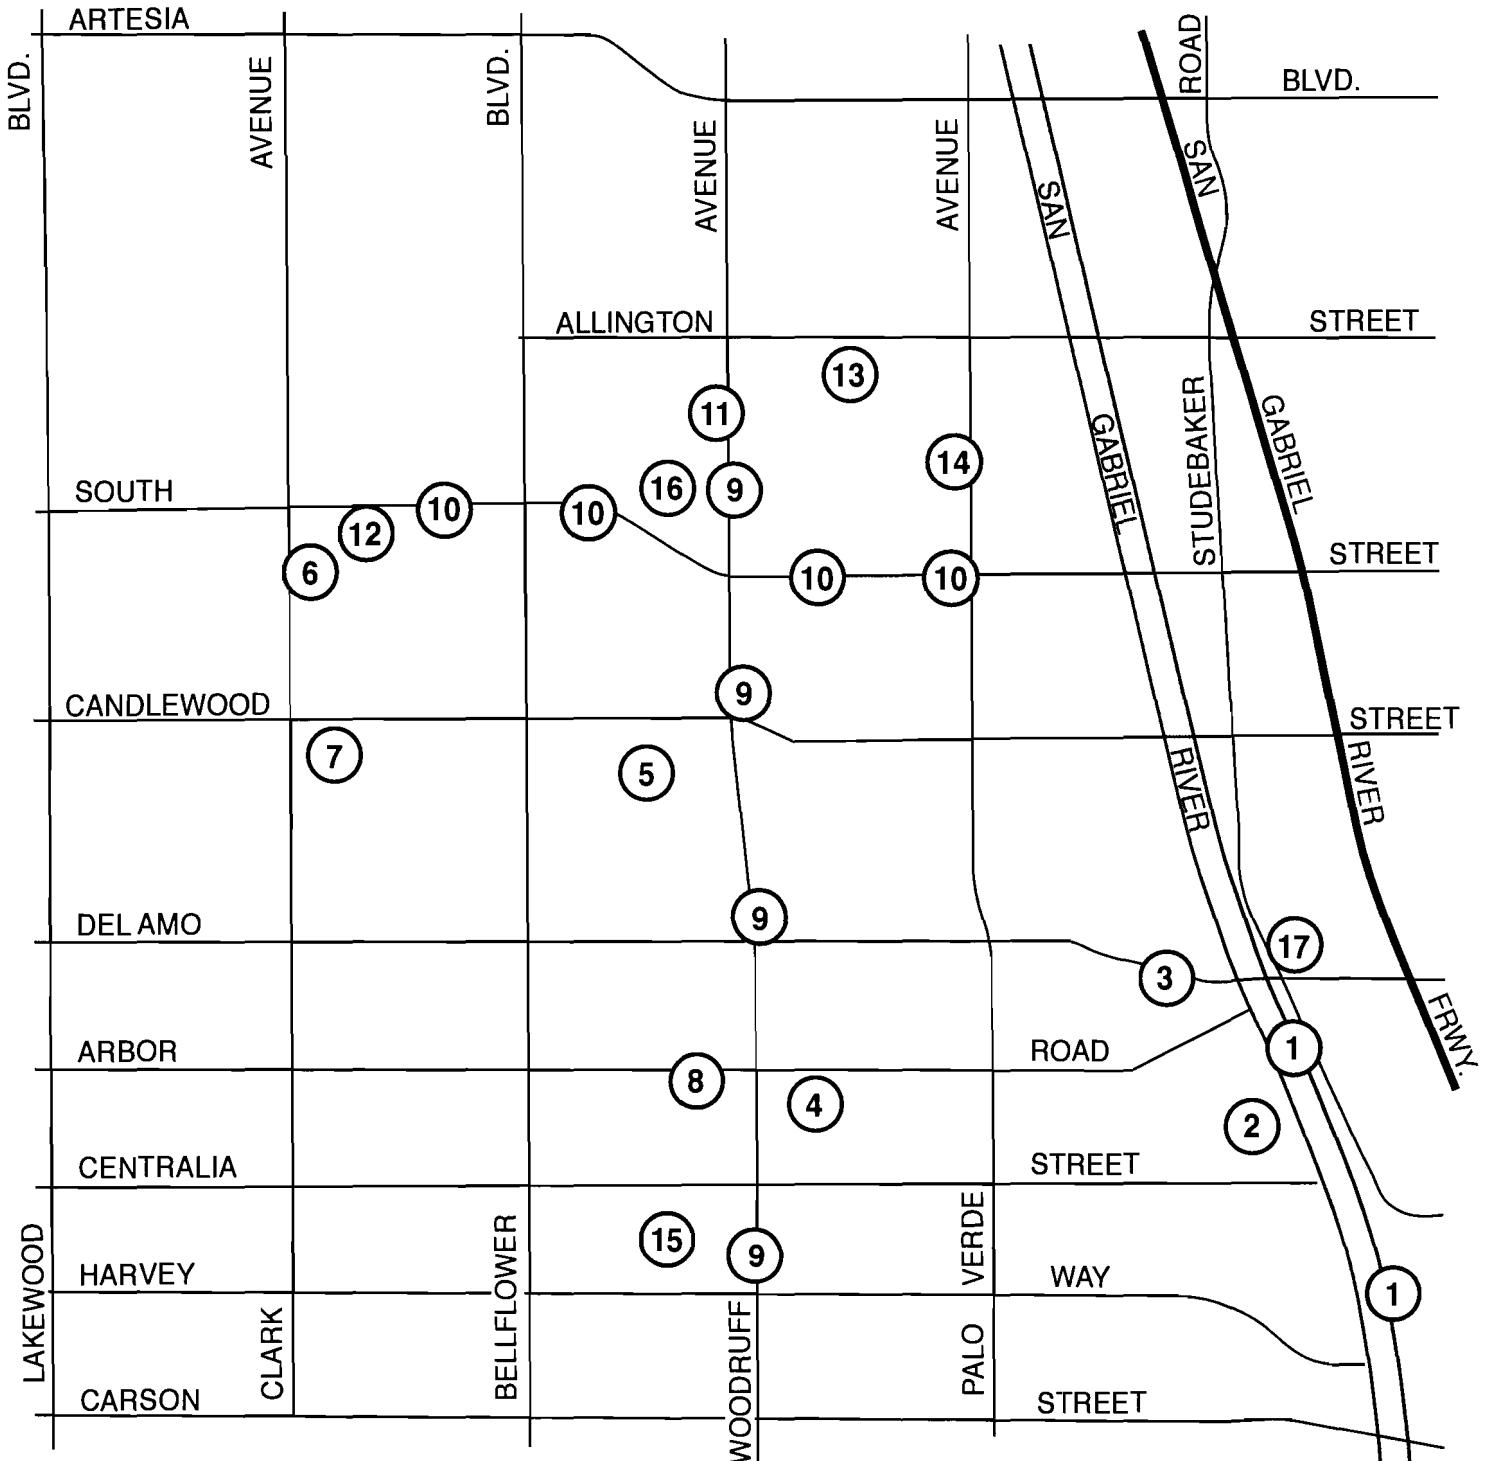 ARTESIA
BLVD.
AVENUE
BLVD.
ROAD
BLVD.
AVENUE
AVENUE
SAN
SAN
ALLINGTON
STREET
13
11
STUDEBAKER
GABRIEL
GABRIEL
14
16
9
SOUTH
10
10
12
6
10
10
STREET
CANDLEWOOD
9
STREET
7
5
RIVER
RIVER
DEL AMO
9
17
3
FRWY.
ARBOR
ROAD
1
8
4
2
CENTRALIA
STREET
15
9
HARVEY
WAY
1
LAKEWOOD
CLARK
BELLFLOWER
WOODRUFF
PALO VERDE
CARSON
STREET